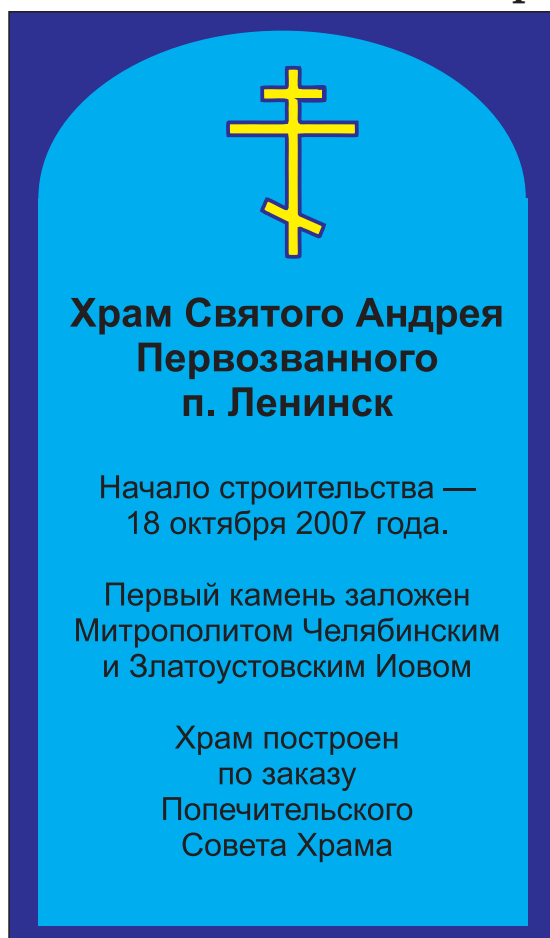 Храм Святого Андрея
Первозванного
п. Ленинск
Начало строительства —
18 октября 2007 года.
Первый камень заложен
Митрополитом Челябинским
и Златоустовским Иовом
Храм построен
по заказу
Попечительского
Совета Храма